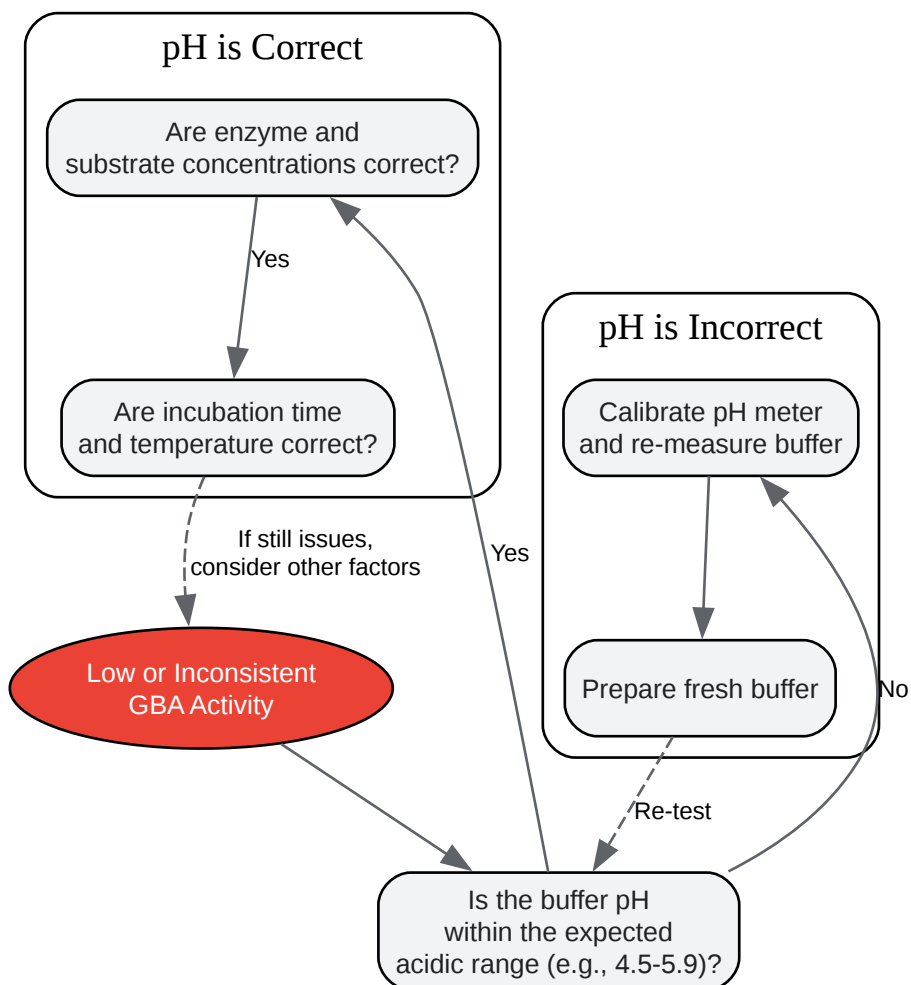 pH is Correct
Are enzyme and
substrate concentrations correct?
Yes
Are incubation time
and temperature correct?
If still issues,
consider other factors
Low or Inconsistent
GBA Activity
Yes
pH is Incorrect
Calibrate pH meter
and re-measure buffer
Prepare fresh buffer
No
Re-test
Is the buffer pH
within the expected
acidic range (e.g., 4.5-5.9)?